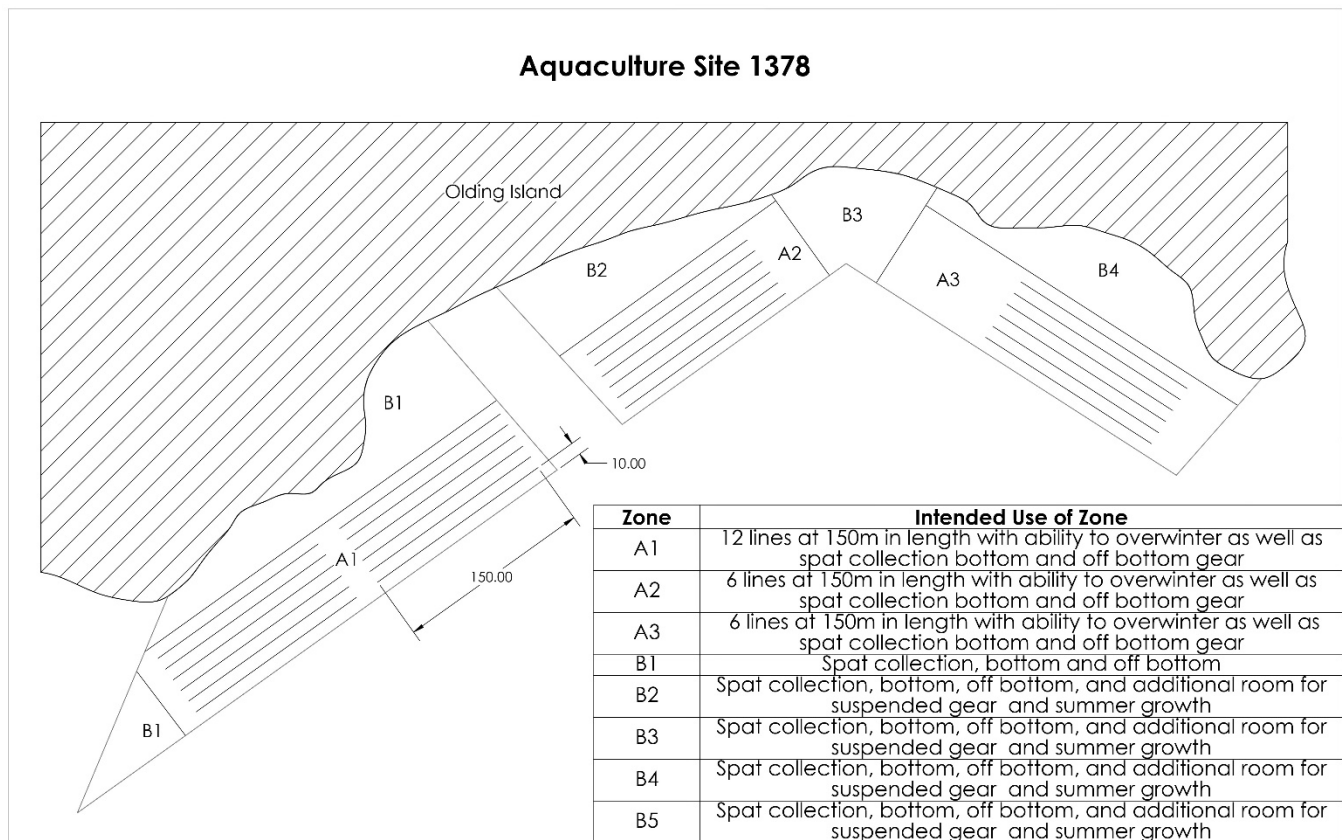 Aquaculture Site 1378
Olding Island
B3
B2
A2
A3
B4
B1
10.00
A1
150.00
B1
Zone Intended Use of Zone
A1 12 lines at 150m in length with ability to overwinter as well as
spat collection bottom and off bottom gear
A2 6 lines at 150m in length with ability to overwinter as well as
spat collection bottom and off bottom gear
A3 6 lines at 150m in length with ability to overwinter as well as
spat collection bottom and off bottom gear
B1 Spat collection, bottom and off bottom
B2 Spat collection, bottom, off bottom, and additional room for
suspended gear and summer growth
B3 Spat collection, bottom, off bottom, and additional room for
suspended gear and summer growth
B4 Spat collection, bottom, off bottom, and additional room for
suspended gear and summer growth
B5 Spat collection, bottom, off bottom, and additional room for
suspended gear and summer growth